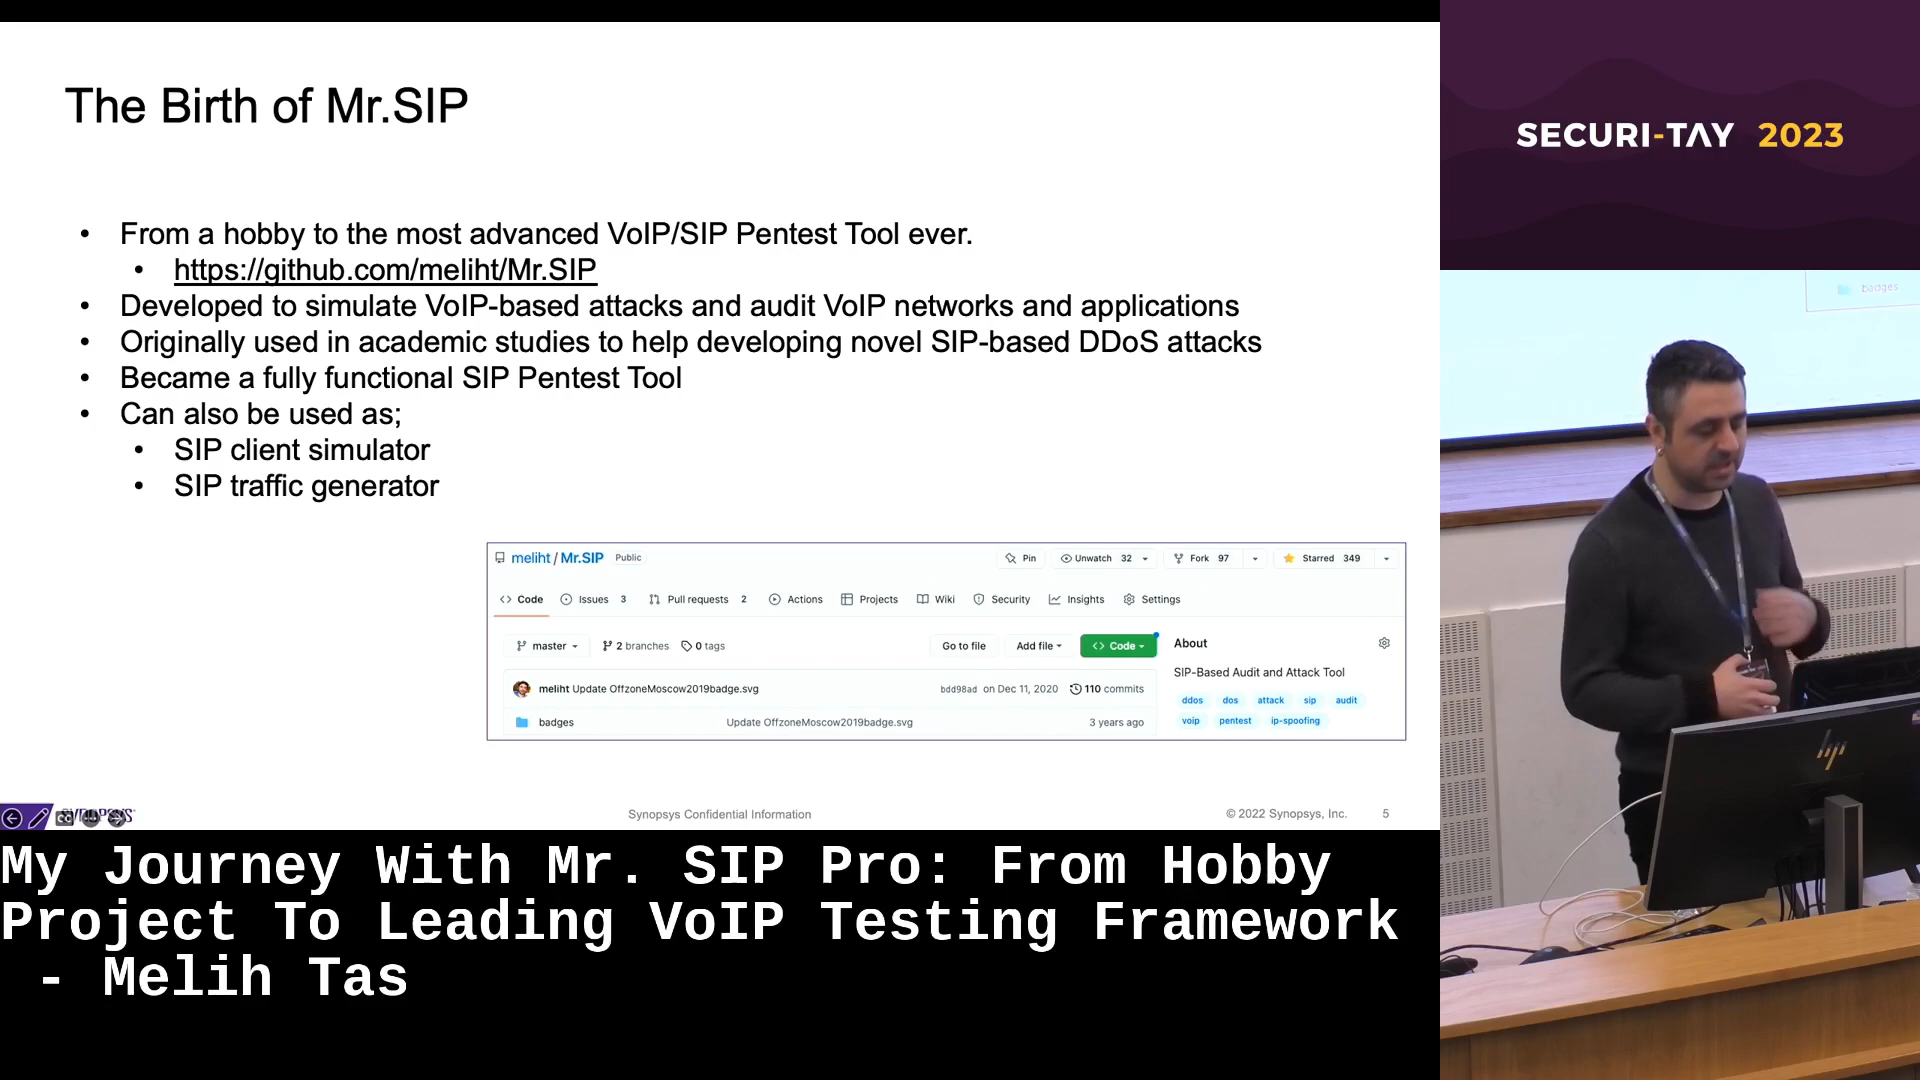 The Birth of Mr.SIP
• From a hobby to the most advanced VoIP/SIP Pentest Tool ever.
• https://github.com/meliht/Mr.SIP
• Developed to simulate VoIP-based attacks and audit VoIP networks and applications
• Originally used in academic studies to help developing novel SIP-based DDoS attacks
• Became a fully functional SIP Pentest Tool
• Can also be used as;
• SIP client simulator
• SIP traffic generator
meliht / Mr.SIP Public Pin Unwatch 32 Fork 97 Starred 349
Code Issues 3 Pull requests 2 Actions Projects Wiki Security Insights Settings
master 2 branches 0 tags Go to file Add file Code
About
SIP-Based Audit and Attack Tool
ddos dos attack sip audit
voip pentest ip-spoofing
meliht Update OffzoneMoscow2019badge.svg bdd98ad on Dec 11, 2020 110 commits
badges Update OffzoneMoscow2019badge.svg 3 years ago
SYNOPSYS
Synopsys Confidential Information
© 2022 Synopsys, Inc. 5
SECURI-TAY 2023
badges
hp
My Journey With Mr. SIP Pro: From Hobby
Project To Leading VoIP Testing Framework
- Melih Tas